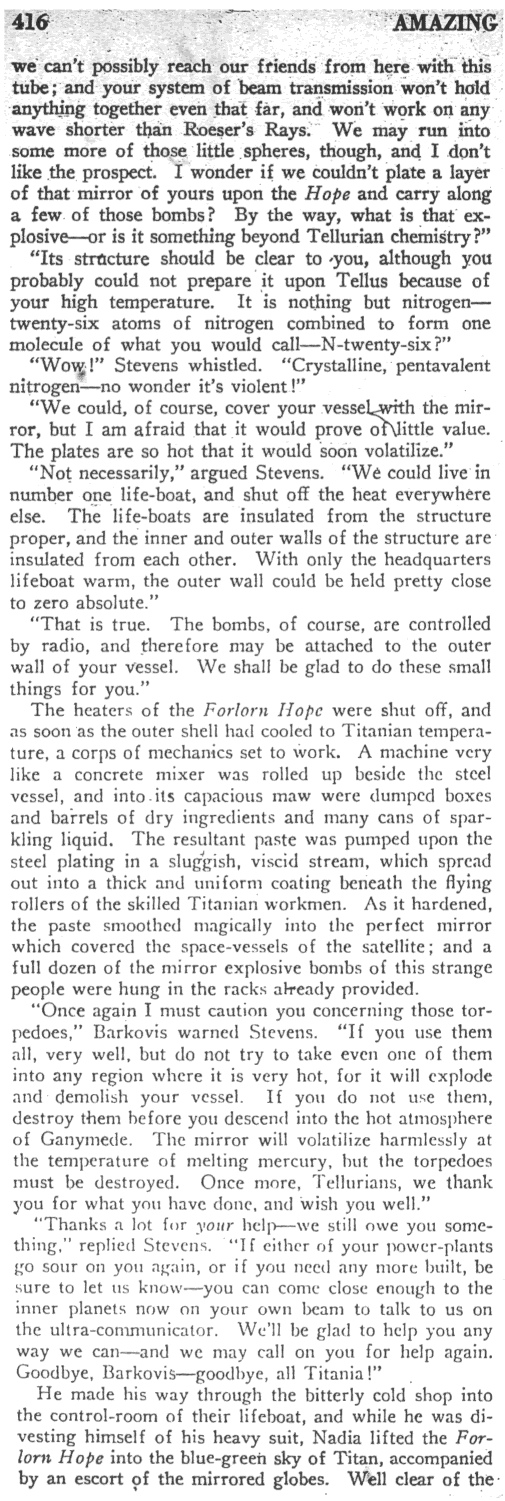 416 AMAZING
we can't possibly reach our friends from here with this
tube; and your system of beam transmission won't hold
anything together even that far, and won't work on any
wave shorter than Roeser's Rays. We may run into
some more of those little spheres, though, and I don't
like the prospect. I wonder if we couldn't plate a layer
of that mirror of yours upon the Hope and carry along
a few of those bombs? By the way, what is that ex-
plosive—or is it something beyond Tellurian chemistry?"
"Its structure should be clear to you, although you
probably could not prepare it upon Tellus because of
your high temperature. It is nothing but nitrogen—
twenty-six atoms of nitrogen combined to form one
molecule of what you would call—N-twenty-six?"
"Wow!" Stevens whistled. "Crystalline, pentavalent
nitrogen—no wonder it's violent!"
"We could, of course, cover your vessel with the mir-
ror, but I am afraid that it would prove of little value.
The plates are so hot that it would soon volatilize."
"Not necessarily," argued Stevens. "We could live in
number one life-boat, and shut off the heat everywhere
else. The life-boats are insulated from the structure
proper, and the inner and outer walls of the structure are
insulated from each other. With only the headquarters
lifeboat warm, the outer wall could be held pretty close
to zero absolute."
"That is true. The bombs, of course, are controlled
by radio, and therefore may be attached to the outer
wall of your vessel. We shall be glad to do these small
things for you."
The heaters of the Forlorn Hope were shut off, and
as soon as the outer shell had cooled to Titanian tempera-
ture, a corps of mechanics set to work. A machine very
like a concrete mixer was rolled up beside the steel
vessel, and into its capacious maw were dumped boxes
and barrels of dry ingredients and many cans of spar-
kling liquid. The resultant paste was pumped upon the
steel plating in a sluggish, viscid stream, which spread
out into a thick and uniform coating beneath the flying
rollers of the skilled Titanian workmen. As it hardened,
the paste smoothed magically into the perfect mirror
which covered the space-vessels of the satellite; and a
full dozen of the mirror explosive bombs of this strange
people were hung in the racks already provided.
"Once again I must caution you concerning those tor-
pedoes," Barkovis warned Stevens. "If you use them
all, very well, but do not try to take even one of them
into any region where it is very hot, for it will explode
and demolish your vessel. If you do not use them,
destroy them before you descend into the hot atmosphere
of Ganymede. The mirror will volatilize harmlessly at
the temperature of melting mercury, but the torpedoes
must be destroyed. Once more, Tellurians, we thank
you for what you have done, and wish you well."
"Thanks a lot for your help—we still owe you some-
thing," replied Stevens. "If either of your power-plants
go sour on you again, or if you need any more built, be
sure to let us know—you can come close enough to the
inner planets now on your own beam to talk to us on
the ultra-communicator. We'll be glad to help you any
way we can—and we may call on you for help again.
Goodbye, Barkovis—goodbye, all Titania!"
He made his way through the bitterly cold shop into
the control-room of their lifeboat, and while he was di-
vesting himself of his heavy suit, Nadia lifted the For-
lorn Hope into the blue-green sky of Titan, accompanied
by an escort of the mirrored globes. Well clear of the